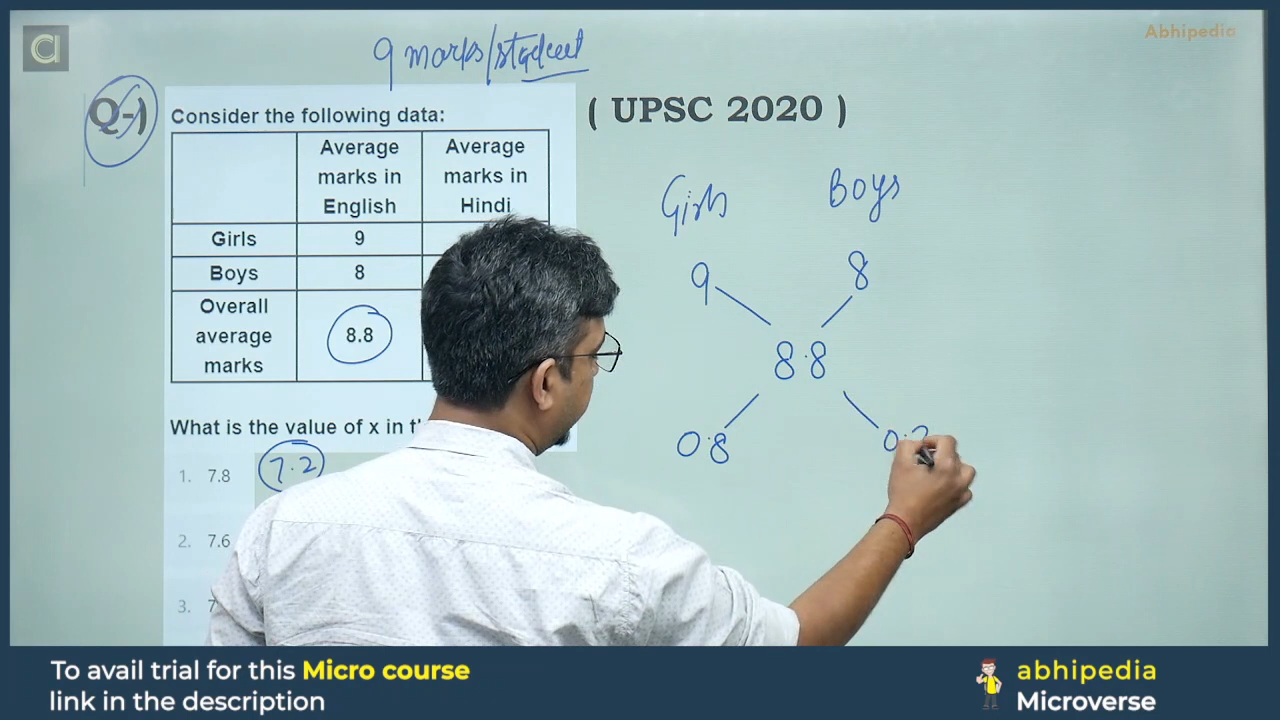 Abhipedia
9 marks/student
Q-)
Consider the following data:
( UPSC 2020 )
Average marks in English
Average marks in Hindi
Girls 9
Boys 8
Overall average marks 8.8
What is the value of x in
1. 7.8
7.2
2. 7.6
3.
Girls Boys
9 8
8.8
0.8
To avail trial for this Micro course
link in the description
abhipedia
Microverse